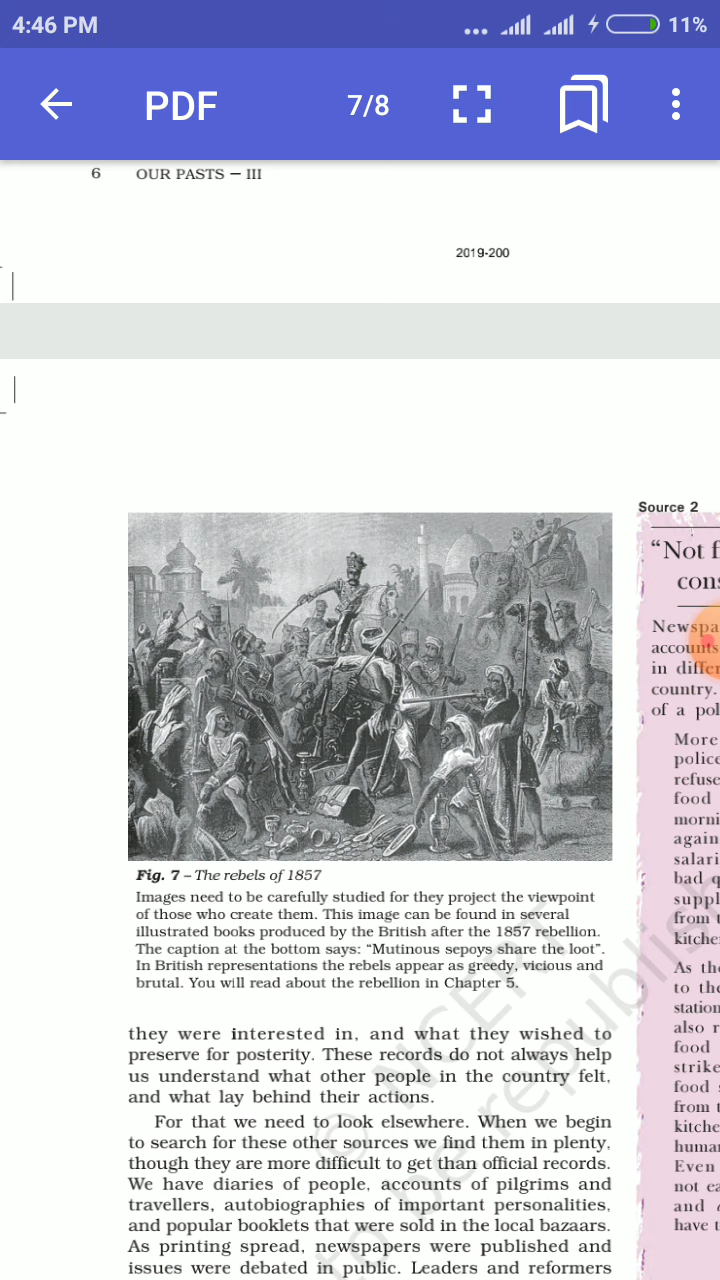 4:46 PM
11%
PDF
7/8
6 OUR PASTS – III
2019-200
Fig. 7 – The rebels of 1857
Images need to be carefully studied for they project the viewpoint
of those who create them. This image can be found in several
illustrated books produced by the British after the 1857 rebellion.
The caption at the bottom says: “Mutinous sepoys share the loot”.
In British representations the rebels appear as greedy, vicious and
brutal. You will read about the rebellion in Chapter 5.
they were interested in, and what they wished to
preserve for posterity. These records do not always help
us understand what other people in the country felt,
and what lay behind their actions.
For that we need to look elsewhere. When we begin
to search for these other sources we find them in plenty,
though they are more difficult to get than official records.
We have diaries of people, accounts of pilgrims and
travellers, autobiographies of important personalities,
and popular booklets that were sold in the local bazaars.
As printing spread, newspapers were published and
issues were debated in public. Leaders and reformers
© NCERT
to be republish
Source 2
“Not f
cons
Newspa
accounts
in differ
country.
of a pol
More
police
refuse
food
morni
again
salari
bad q
suppl
from t
kitche
As the
to the
station
also r
food
strike
food s
from t
kitche
human
Even
not ea
and
have t